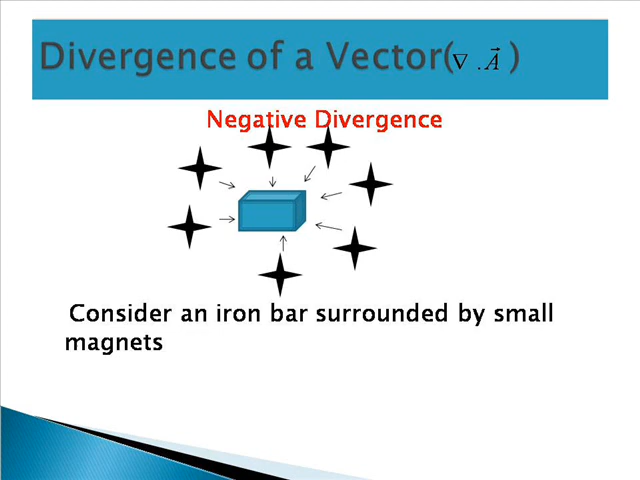 Divergence of a Vector(∇ .A⃗ )
Negative Divergence
Consider an iron bar surrounded by small
magnets